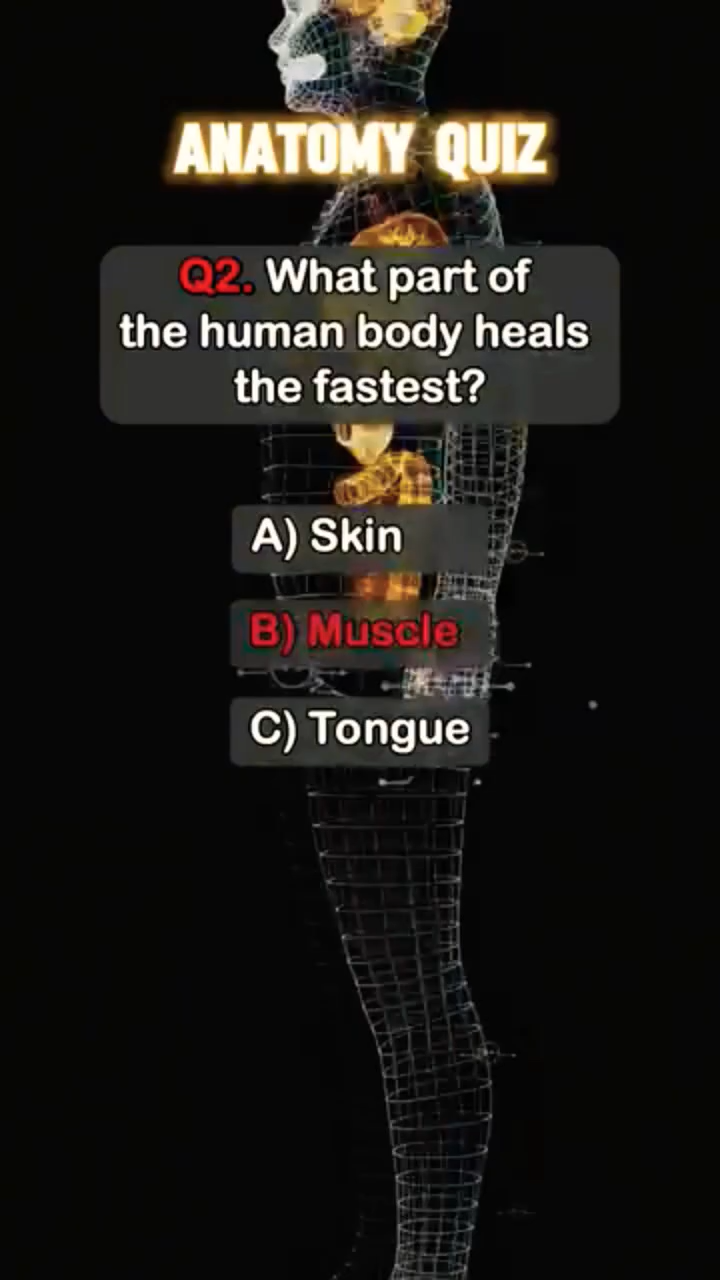 ANATOMY QUIZ
Q2. What part of
the human body heals
the fastest?
A) Skin
B) Muscle
C) Tongue